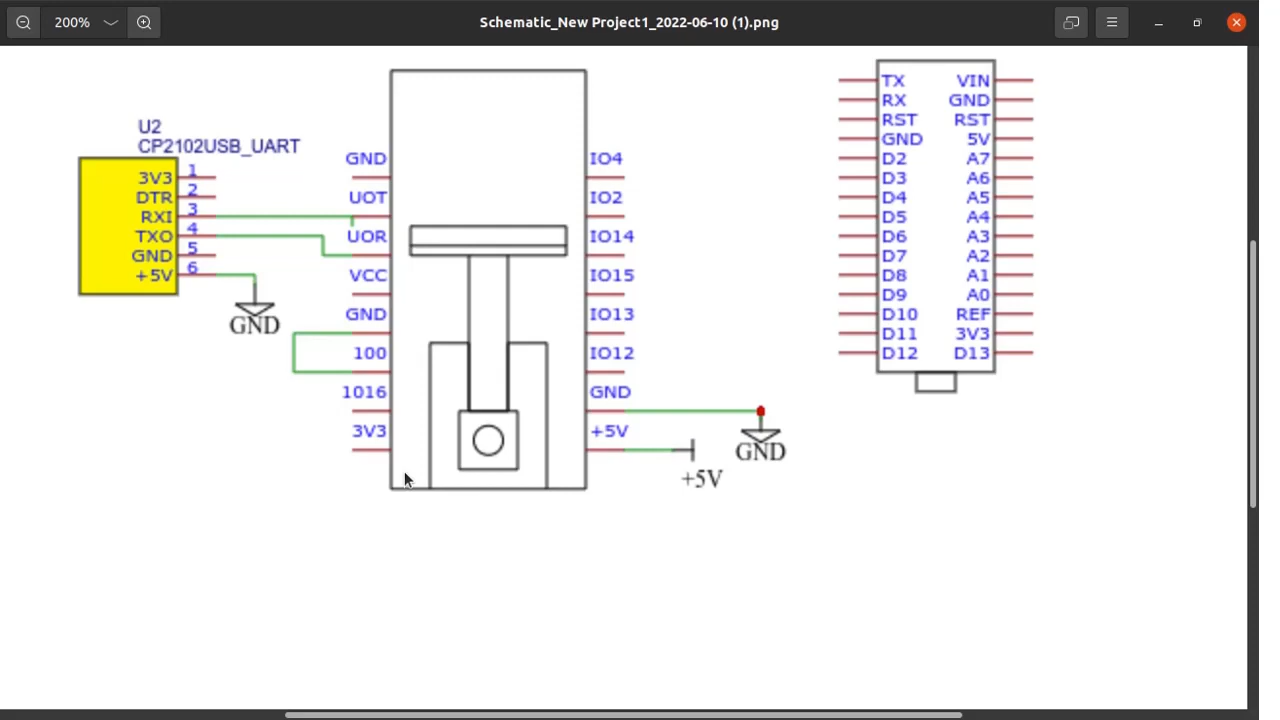 200%
Schematic_New Project1_2022-06-10 (1).png
U2
CP2102USB_UART
3V3 1
DTR 2
RXI 3
TXO 4
GND 5
+5V 6
GND
GND
UOT
UOR
VCC
GND
100
1016
3V3
IO4
IO2
IO14
IO15
IO13
IO12
GND
+5V
GND
+5V
TX VIN
RX GND
RST RST
GND 5V
D2 A7
D3 A6
D4 A5
D5 A4
D6 A3
D7 A2
D8 A1
D9 A0
D10 REF
D11 3V3
D12 D13